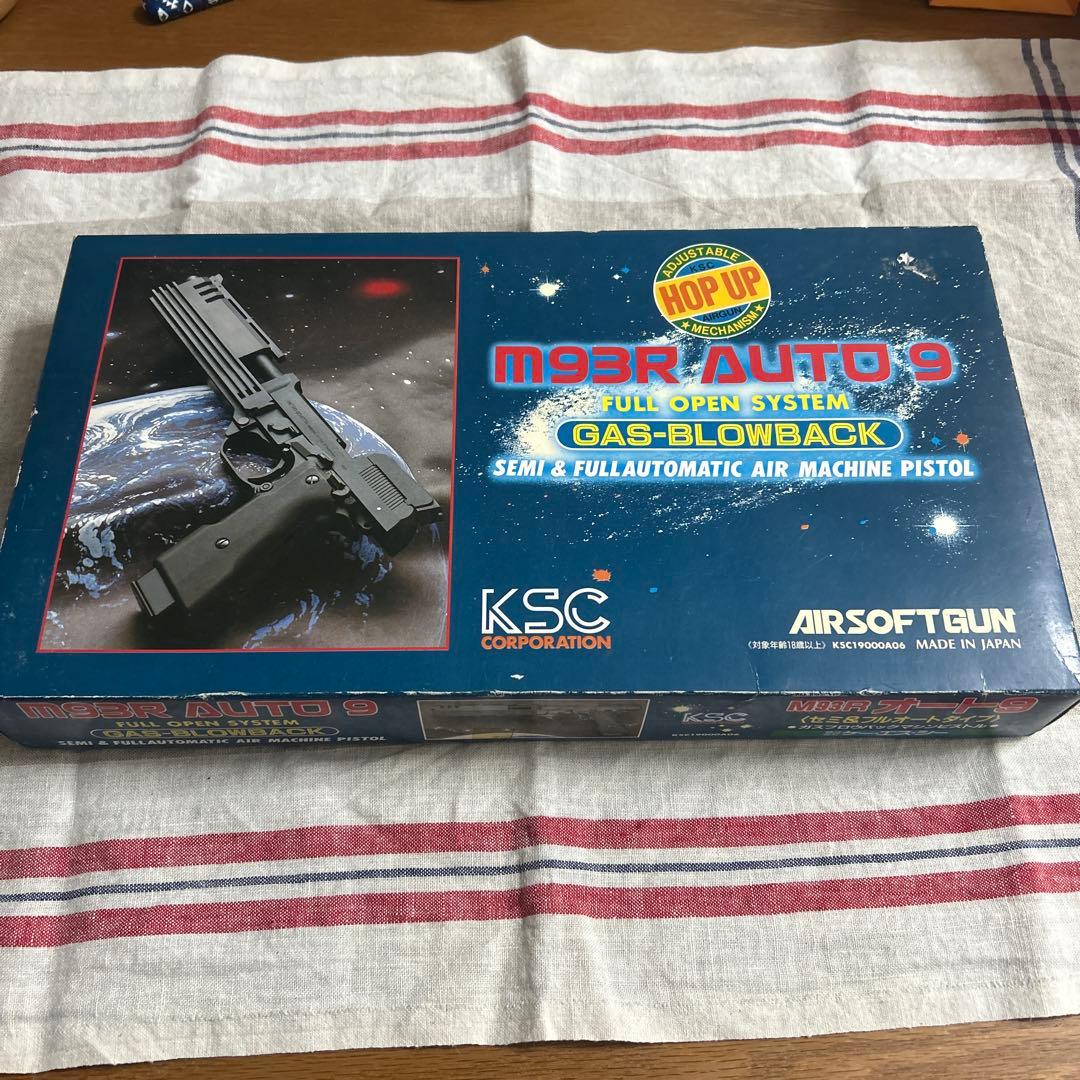 ADJUSTABLE
KSC
HOP UP
AIRGUN
★ MECHANISM ★
M93R AUTO 9
FULL OPEN SYSTEM
GAS-BLOWBACK
SEMI & FULLAUTOMATIC AIR MACHINE PISTOL
KSC
CORPORATION
AIRSOFT GUN
〈対象年齢18歳以上〉 KSC19000A06 MADE IN JAPAN
M93R AUTO 9
FULL OPEN SYSTEM
GAS-BLOWBACK
SEMI & FULLAUTOMATIC AIR MACHINE PISTOL
KSC
KSC19000A06
M93R オート9
〈セミ&フルオートタイプ〉